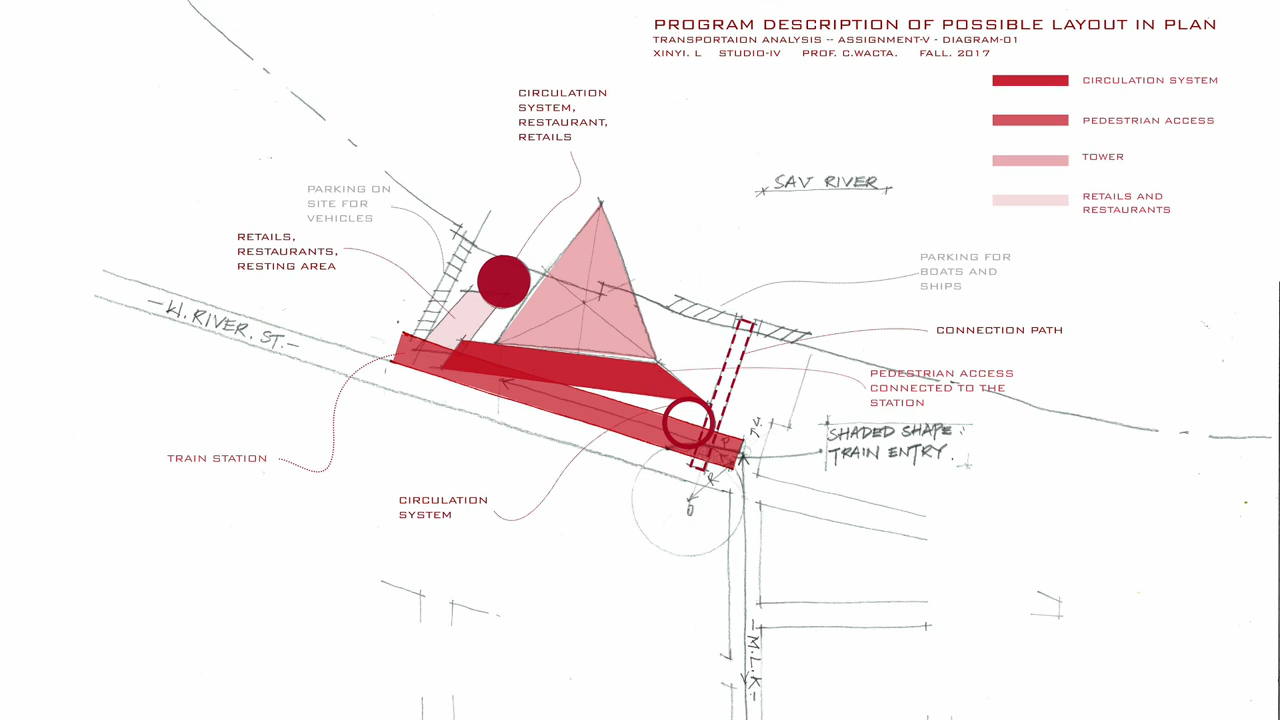 PROGRAM DESCRIPTION OF POSSIBLE LAYOUT IN PLAN
TRANSPORTAION ANALYSIS -- ASSIGNMENT-V - DIAGRAM-01
XINYI. L STUDIO-IV PROF. C.WACTA. FALL. 2017
CIRCULATION SYSTEM
PEDESTRIAN ACCESS
TOWER
RETAILS AND
RESTAURANTS
CIRCULATION
SYSTEM,
RESTAURANT,
RETAILS
PARKING ON
SITE FOR
VEHICLES
RETAILS,
RESTAURANTS,
RESTING AREA
SAV RIVER
PARKING FOR
BOATS AND
SHIPS
-W. RIVER. ST.-
CONNECTION PATH
PEDESTRIAN ACCESS
CONNECTED TO THE
STATION
SHADED SHAPE:
TRAIN ENTRY.
TRAIN STATION
CIRCULATION
SYSTEM
R
R
O
-M.L.K-